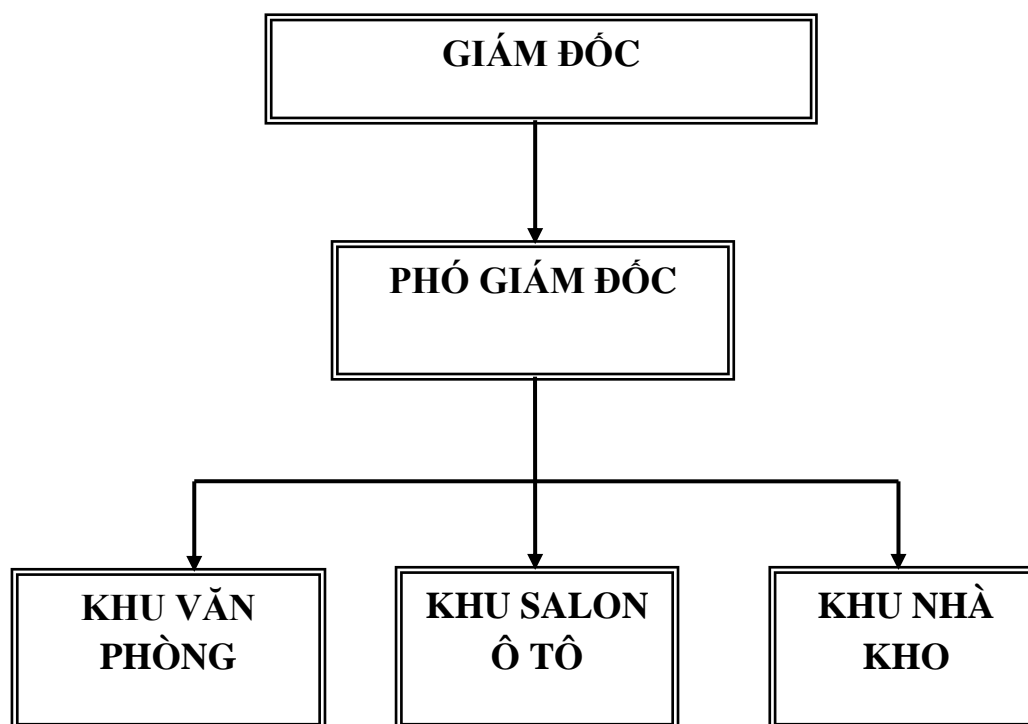 GIÁM ĐỐC
PHÓ GIÁM ĐỐC
KHU VĂN
PHÒNG
KHU SALON
Ô TÔ
KHU NHÀ
KHO